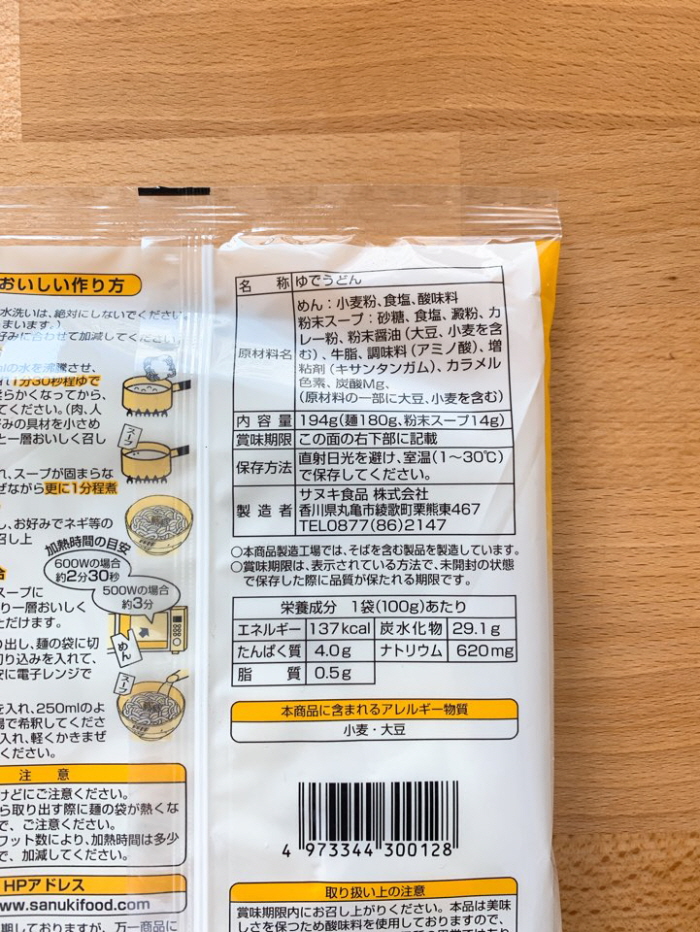 おいしい作り方
水洗いは、絶対にしないでください
まいます。)
好みに合わせて加減してください
の水を沸騰させ、
1分30秒程ゆで
柔らかくなってから、
てください。(肉、人
みの具材を小さめ
と一層おいしく召し
れ、スープが固まらな
ぜながら更に1分程煮
し、お好みでネギ等の
召し上
スープ
加熱時間の目安
600Wの場合
約2分30秒
500Wの場合
約3分
スープに
り一層おいしく
ただけます。
り出し、麺の袋に切
切り込みを入れて、
安に電子レンジで
めん
スープ
を入れ、250mlのよ
湯で希釈してくださ
入れ、軽くかきまぜ
ください。
注 意
けどにご注意ください。
ら取り出す際に麺の袋が熱くな
で、ご注意ください。
ワット数により、加熱時間は多少
で、加減してください。
HPアドレス
www.sanukifood.com
期しておりますが、万一商品に
名 称 ゆでうどん
原材料名 めん:小麦粉、食塩、酸味料
粉末スープ:砂糖、食塩、澱粉、カ
レー粉、粉末醤油(大豆、小麦を含
む)、牛脂、調味料(アミノ酸)、増
粘剤(キサンタンガム)、カラメル
色素、炭酸Mg、
(原材料の一部に大豆、小麦を含む)
内 容 量 194g(麺180g、粉末スープ14g)
賞味期限 この面の右下部に記載
保存方法 直射日光を避け、室温(1~30℃)
で保存してください。
製 造 者 サヌキ食品 株式会社
香川県丸亀市綾歌町栗熊東467
TEL0877(86)2147
○本商品製造工場では、そばを含む製品を製造しています。
○賞味期限は、表示されている方法で、未開封の状態
で保存した際に品質が保たれる期限です。
栄養成分 1袋(100g)あたり
エネルギー 137kcal 炭水化物 29.1g
たんぱく質 4.0g ナトリウム 620mg
脂 質 0.5g
本商品に含まれるアレルギー物質
小麦・大豆
4 973344 300128
取り扱い上の注意
賞味期限内にお召し上がりください。本品は美味
しさを保つため酸味料を使用しておりますので、